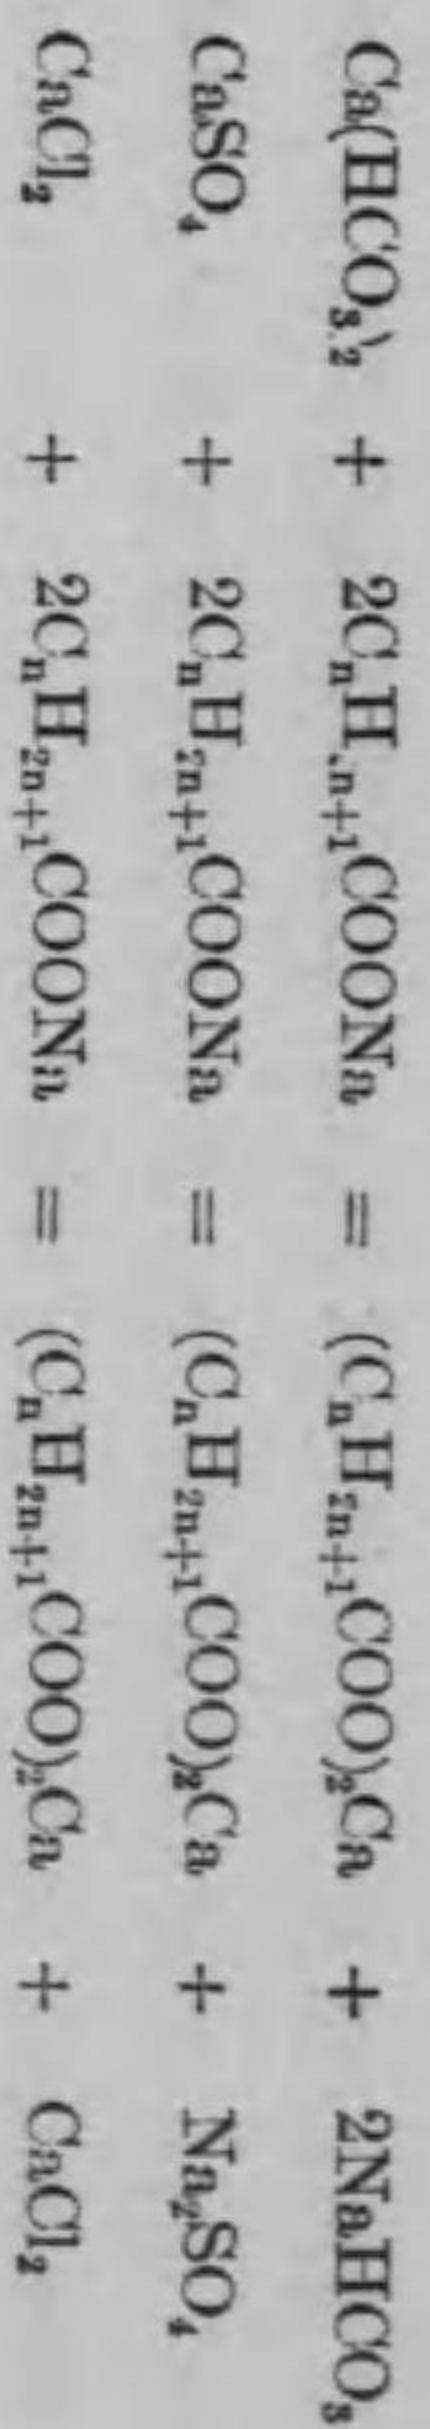 Ca(HCO₃)₂ + 2CₙH₂ₙ₊₁COONa = (CₙH₂ₙ₊₁COO)₂Ca + 2NaHCO₃
CaSO₄ + 2CₙH₂ₙ₊₁COONa = (CₙH₂ₙ₊₁COO)₂Ca + Na₂SO₄
CaCl₂ + 2CₙH₂ₙ₊₁COONa = (CₙH₂ₙ₊₁COO)₂Ca + CaCl₂